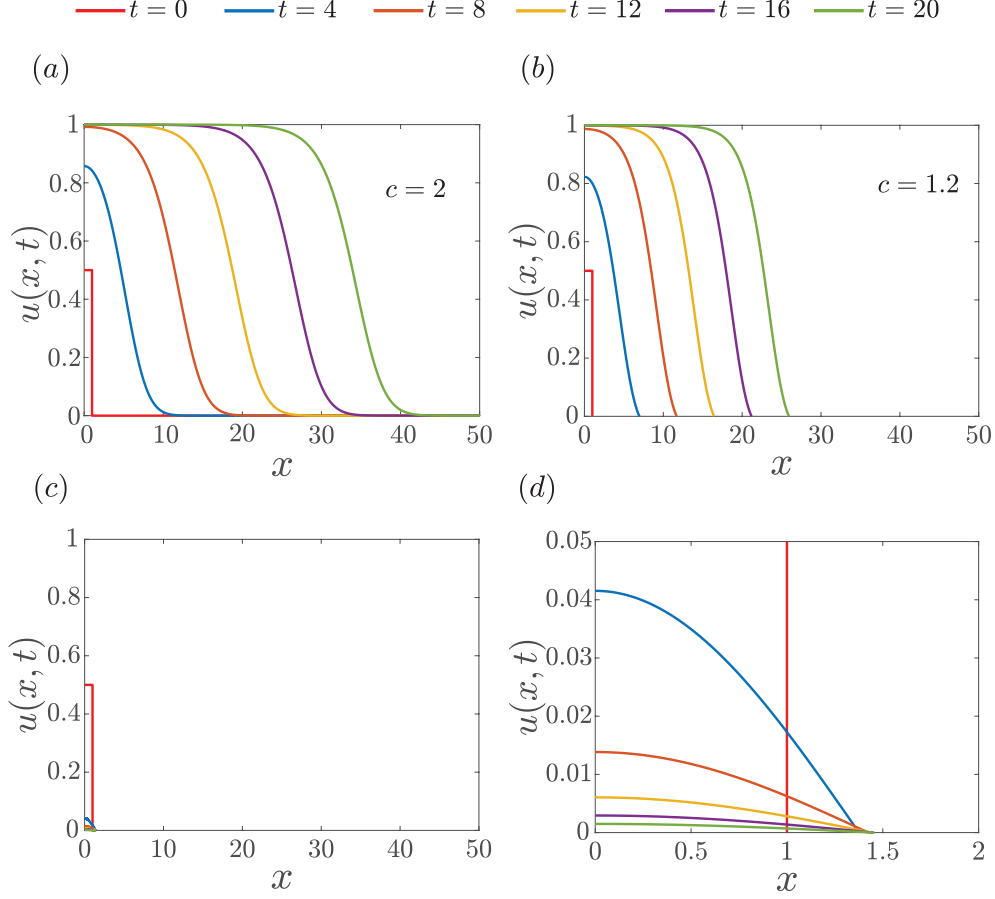 t = 0 t = 4 t = 8 t = 12 t = 16 t = 20
(a) (b)
1 1
0.8 0.8
c = 2 c = 1.2
0.6 0.6
u(x, t) u(x, t)
0.4 0.4
0.2 0.2
0 0
0 10 20 30 40 50 0 10 20 30 40 50
x x
(c) (d)
1 0.05
0.8 0.04
0.6 0.03
u(x, t) u(x, t)
0.4 0.02
0.2 0.01
0 0
0 10 20 30 40 50 0 0.5 1 1.5 2
x x